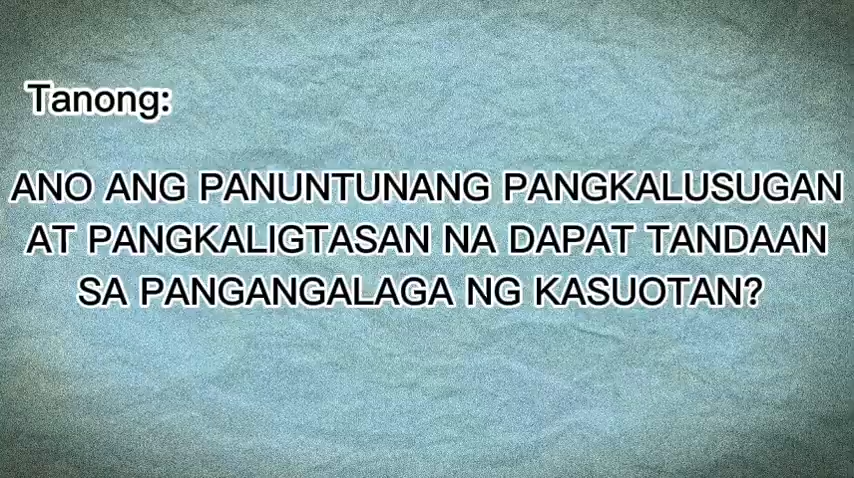 Tanong:
ANO ANG PANUNTUNANG PANGKALUSUGAN
AT PANGKALIGTASAN NA DAPAT TANDAAN
SA PANGANGALAGA NG KASUOTAN?